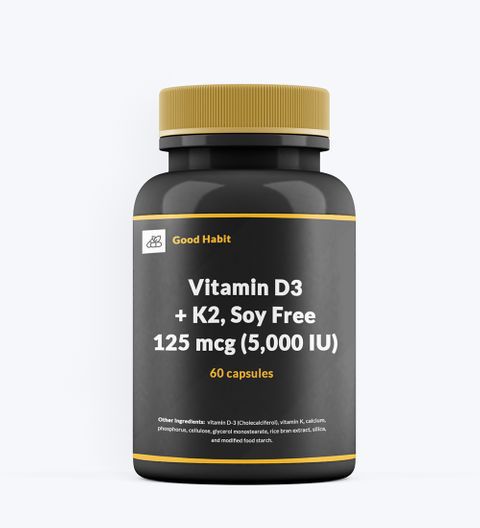 Good Habit
Vitamin D3
+ K2, Soy Free
125 mcg (5,000 IU)
60 capsules
Other Ingredients: vitamin D-3 (Cholecalciferol), vitamin K, calcium,
phosphorus, cellulose, glycerol monostearate, rice bran extract, silica,
and modified food starch.